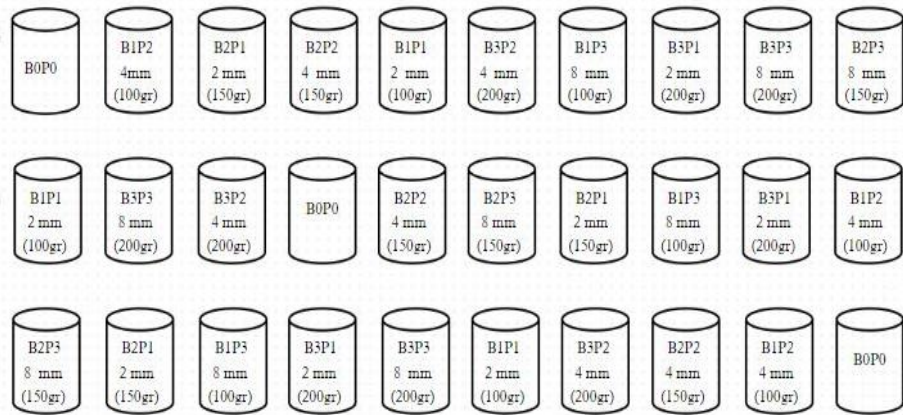 B0P0
B1P2
4mm
(100gr)
B2P1
2 mm
(150gr)
B2P2
4 mm
(150gr)
B1P1
2 mm
(100gr)
B3P2
4 mm
(200gr)
B1P3
8 mm
(100gr)
B3P1
2 mm
(200gr)
B3P3
8 mm
(200gr)
B2P3
8 mm
(150gr)
B1P1
2 mm
(100gr)
B3P3
8 mm
(200gr)
B3P2
4 mm
(200gr)
B0P0
B2P2
4 mm
(150gr)
B2P3
8 mm
(150gr)
B2P1
2 mm
(150gr)
B1P3
8 mm
(100gr)
B3P1
2 mm
(200gr)
B1P2
4 mm
(100gr)
B2P3
8 mm
(150gr)
B2P1
2 mm
(150gr)
B1P3
8 mm
(100gr)
B3P1
2 mm
(200gr)
B3P3
8 mm
(200gr)
B1P1
2 mm
(100gr)
B3P2
4 mm
(200gr)
B2P2
4 mm
(150gr)
B1P2
4 mm
(100gr)
B0P0